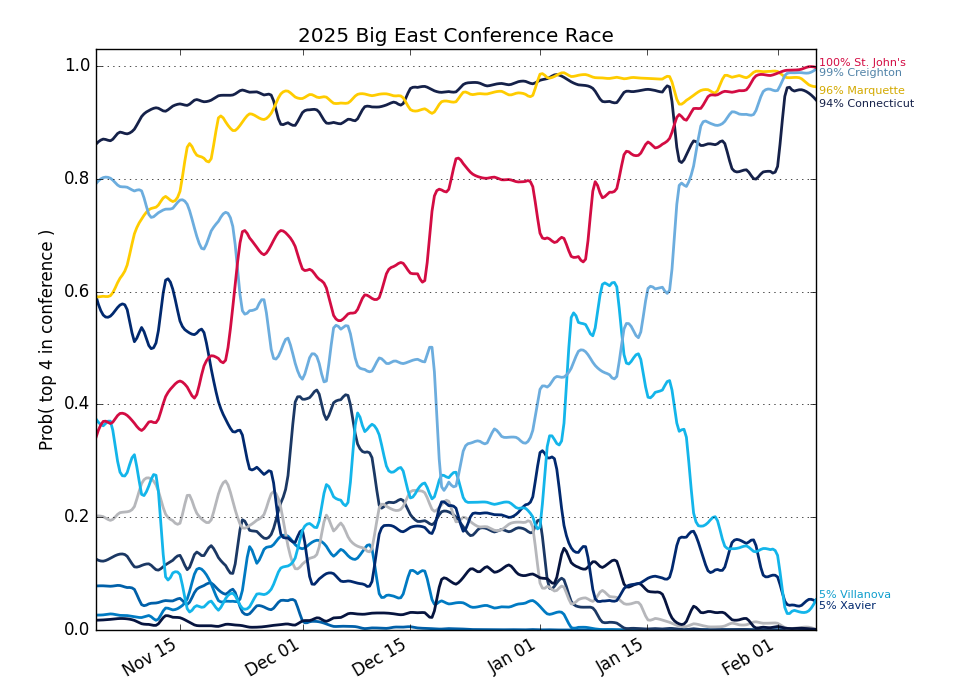 2025 Big East Conference Race
1.0
0.8
0.6
0.4
0.2
0.0
Prob( top 4 in conference )
100% St. John's
99% Creighton
96% Marquette
94% Connecticut
5% Villanova
5% Xavier
Nov 15
Dec 01
Dec 15
Jan 01
Jan 15
Feb 01